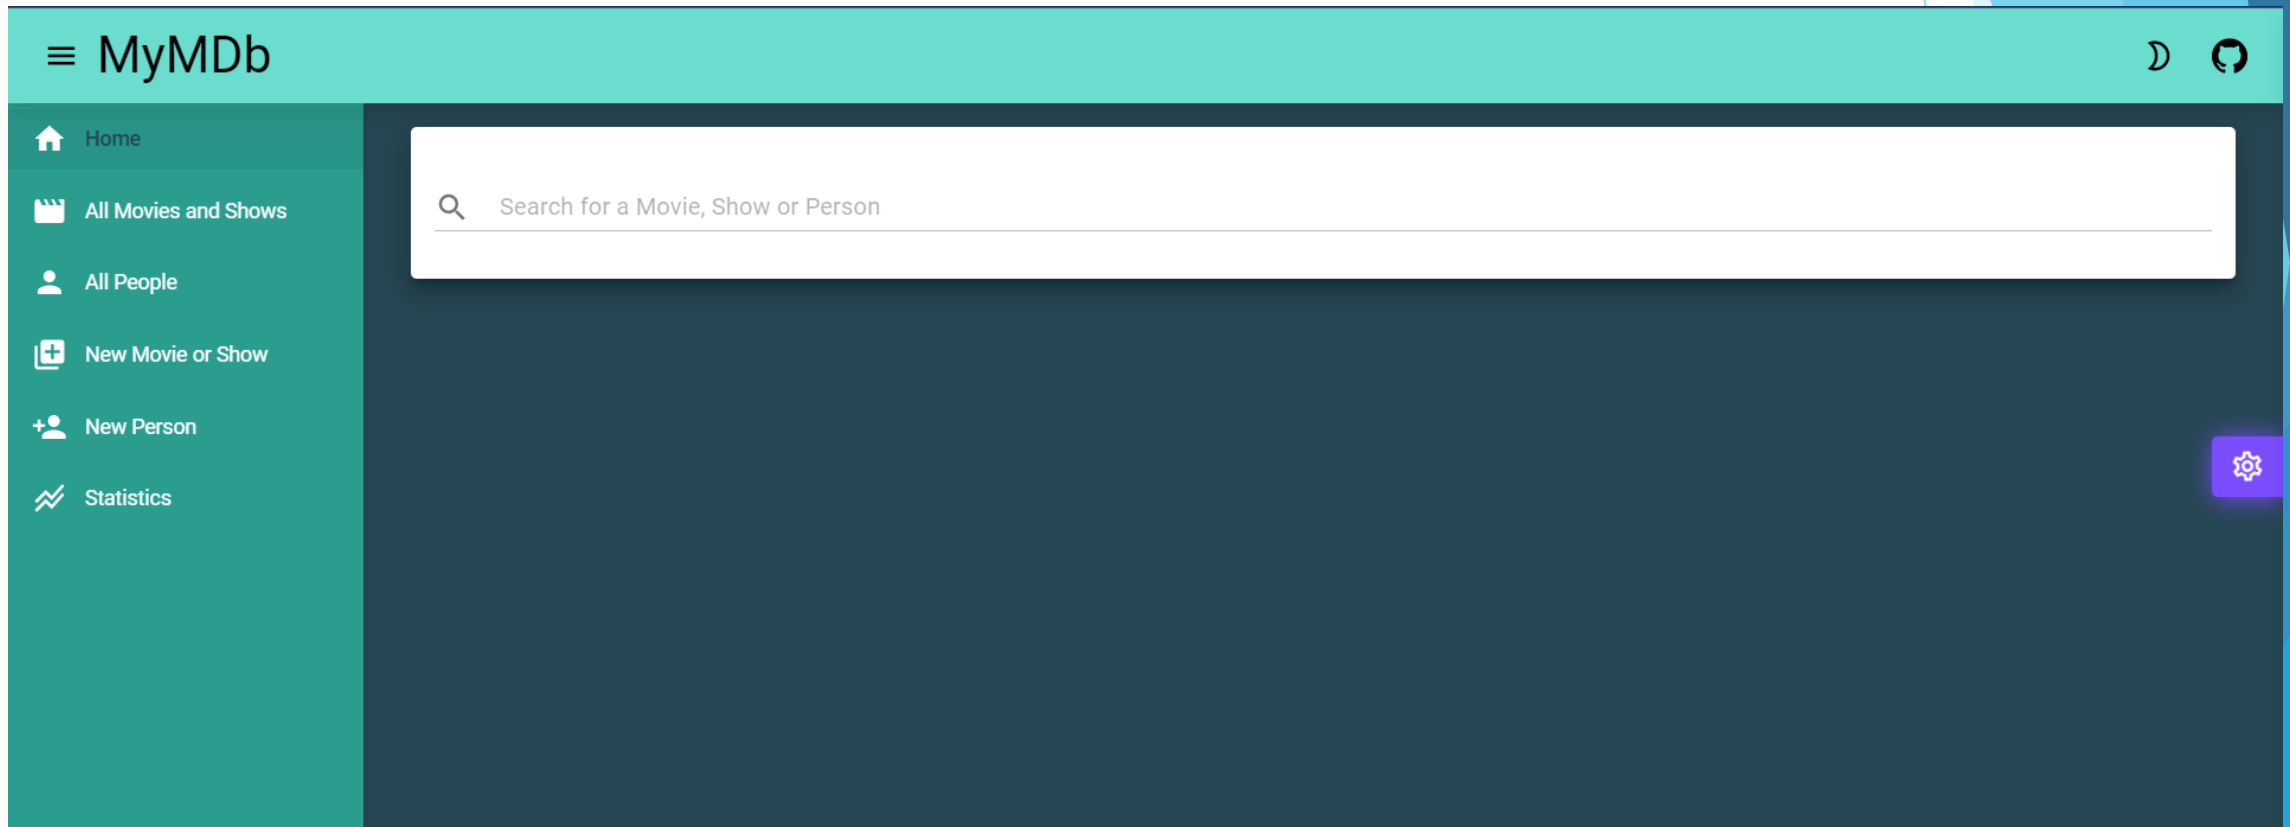 MyMDb
Home
All Movies and Shows
All People
New Movie or Show
New Person
Statistics
Search for a Movie, Show or Person